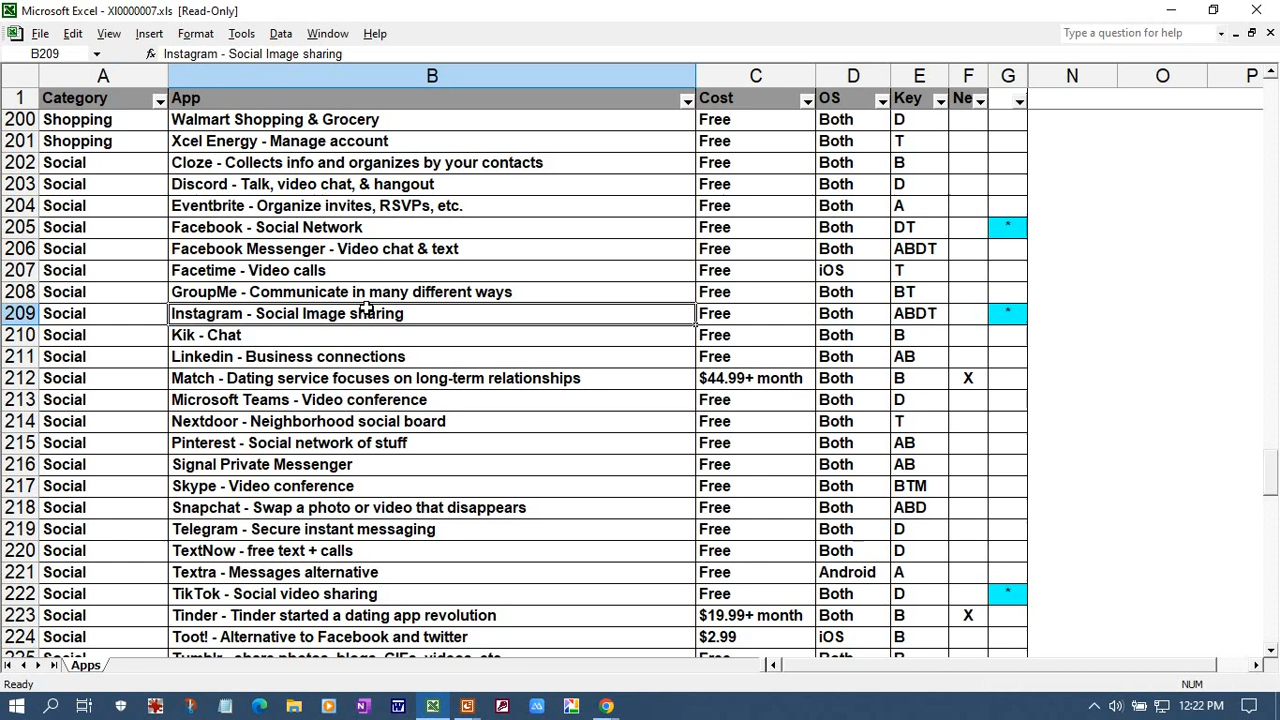 Microsoft Excel - XI0000007.xls [Read-Only]
File Edit View Insert Format Tools Data Window Help Type a question for help
B209 fx Instagram - Social Image sharing
A B C D E F G N O P
1 Category App Cost OS Key Ne
200 Shopping Walmart Shopping & Grocery Free Both D
201 Shopping Xcel Energy - Manage account Free Both T
202 Social Cloze - Collects info and organizes by your contacts Free Both B
203 Social Discord - Talk, video chat, & hangout Free Both D
204 Social Eventbrite - Organize invites, RSVPs, etc. Free Both A
205 Social Facebook - Social Network Free Both DT *
206 Social Facebook Messenger - Video chat & text Free Both ABDT
207 Social Facetime - Video calls Free iOS T
208 Social GroupMe - Communicate in many different ways Free Both BT
209 Social Instagram - Social Image sharing Free Both ABDT *
210 Social Kik - Chat Free Both B
211 Social Linkedin - Business connections Free Both AB
212 Social Match - Dating service focuses on long-term relationships $44.99+ month Both B X
213 Social Microsoft Teams - Video conference Free Both D
214 Social Nextdoor - Neighborhood social board Free Both T
215 Social Pinterest - Social network of stuff Free Both AB
216 Social Signal Private Messenger Free Both AB
217 Social Skype - Video conference Free Both BTM
218 Social Snapchat - Swap a photo or video that disappears Free Both ABD
219 Social Telegram - Secure instant messaging Free Both D
220 Social TextNow - free text + calls Free Both D
221 Social Textra - Messages alternative Free Android A
222 Social TikTok - Social video sharing Free Both D *
223 Social Tinder - Tinder started a dating app revolution $19.99+ month Both B X
224 Social Toot! - Alternative to Facebook and twitter $2.99 iOS B
225 Social Tumblr - share photos, blogs, GIFs, videos, etc. Free Both B
Apps
Ready NUM
12:22 PM